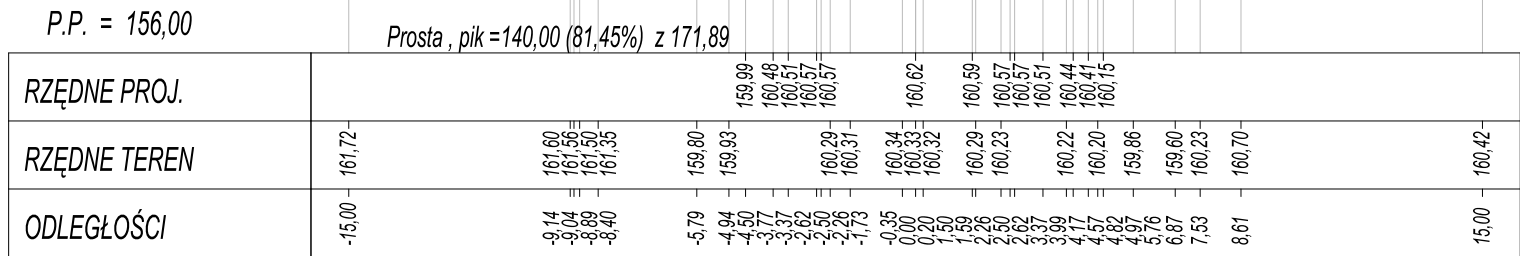 P.P. = 156,00
Prosta , pik =140,00 (81,45%) z 171,89
RZĘDNE PROJ. 159,99 160,48 160,51 160,57 160,57 160,62 160,59 160,57 160,57 160,51 160,44 160,41 160,15
RZĘDNE TEREN 161,72 161,60 161,56 161,50 161,35 159,80 159,93 160,29 160,31 160,34 160,33 160,32 160,29 160,23 160,22 160,20 159,86 159,60 160,23 160,70 160,42
ODLEGŁOŚCI -15,00 -9,14 -9,04 -8,89 -8,40 -5,79 -4,94 -4,50 -3,77 -3,37 -2,62 -2,50 -2,26 -1,73 -0,35 0,00 0,20 1,50 1,59 2,26 2,50 2,62 3,37 3,99 4,17 4,57 4,82 4,97 5,76 6,87 7,53 8,61 15,00